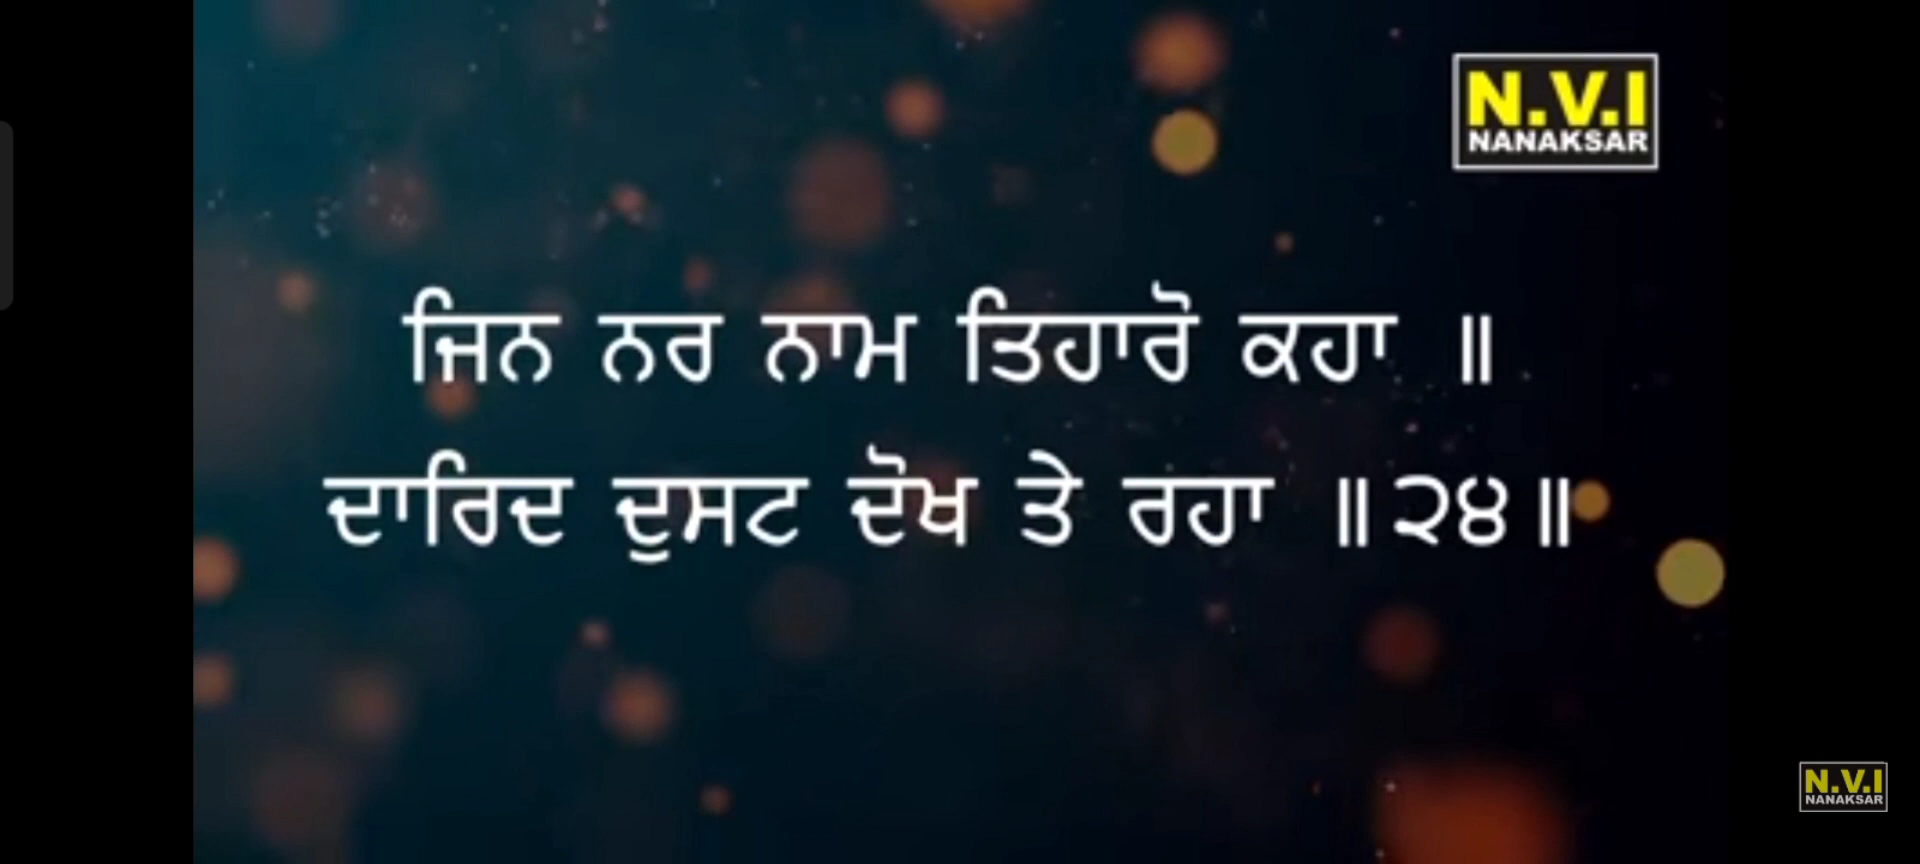 N.V.I
NANAKSAR
ਜਿਨ ਨਰ ਨਾਮ ਤਿਹਾਰੋ ਕਹਾ ॥
ਦਾਰਿਦ ਦੁਸਟ ਦੋਖ ਤੇ ਰਹਾ ॥੨੪॥
N.V.I
NANAKSAR